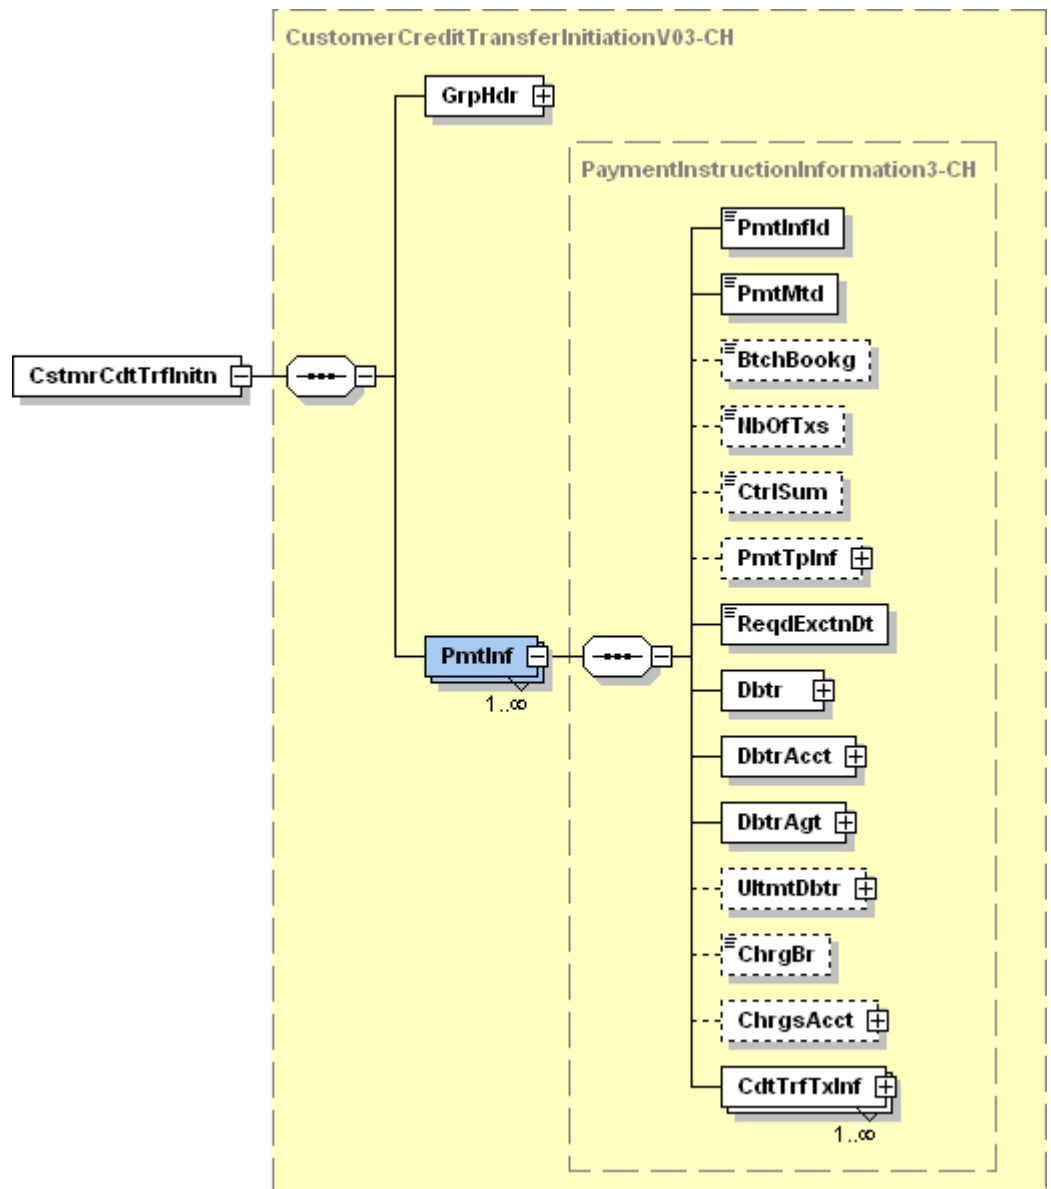 CustomerCreditTransferInitiationV03-CH
GrpHdr
PaymentInstructionInformation3-CH
PmtInfId
PmtMtd
BtchBookg
CstmrCdtTrfInitn
NbOfTxs
CtrlSum
PmtTpInf
ReqdExctnDt
PmtInf
1..∞
Dbtr
DbtrAcct
DbtrAgt
UltmtDbtr
ChrgBr
ChrgsAcct
CdtTrfTxInf
1..∞